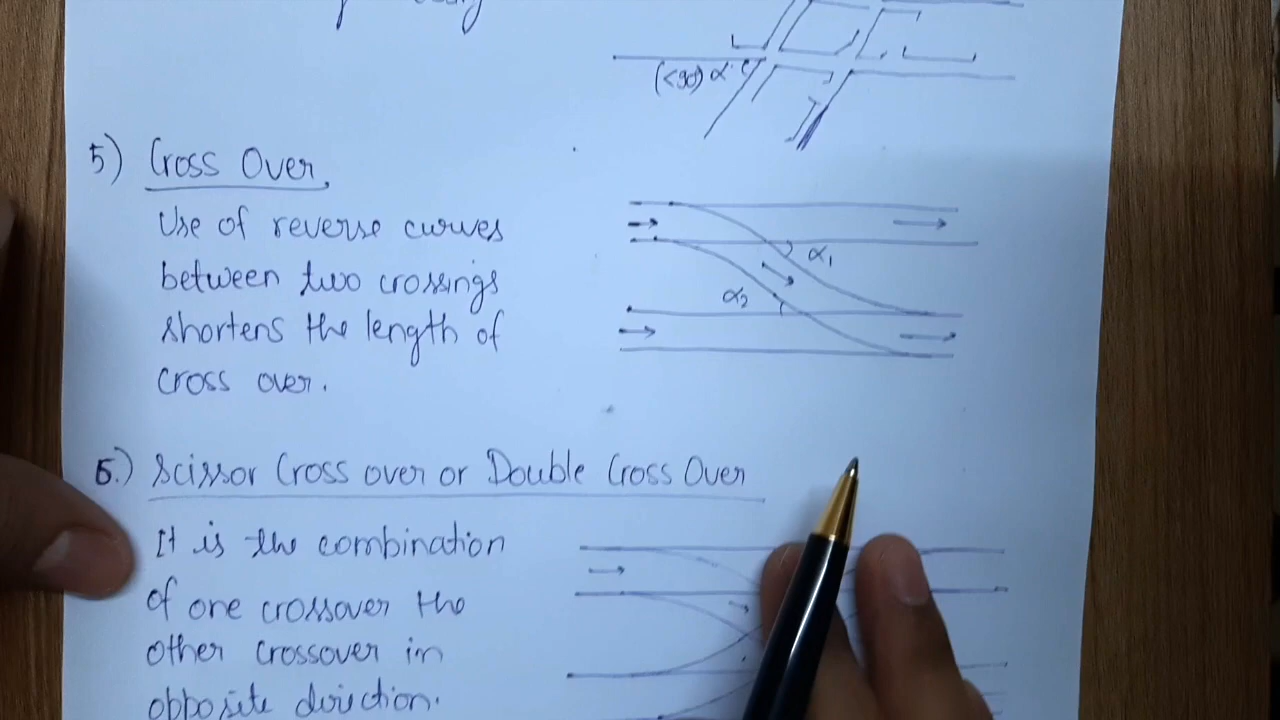 (<90) α
5) Cross Over
Use of reverse curves
between two crossings
shortens the length of
cross over.
α₁
α₂
6.) Scissor Cross over or Double Cross Over
It is the combination
of one crossover the
other crossover in
opposite direction.